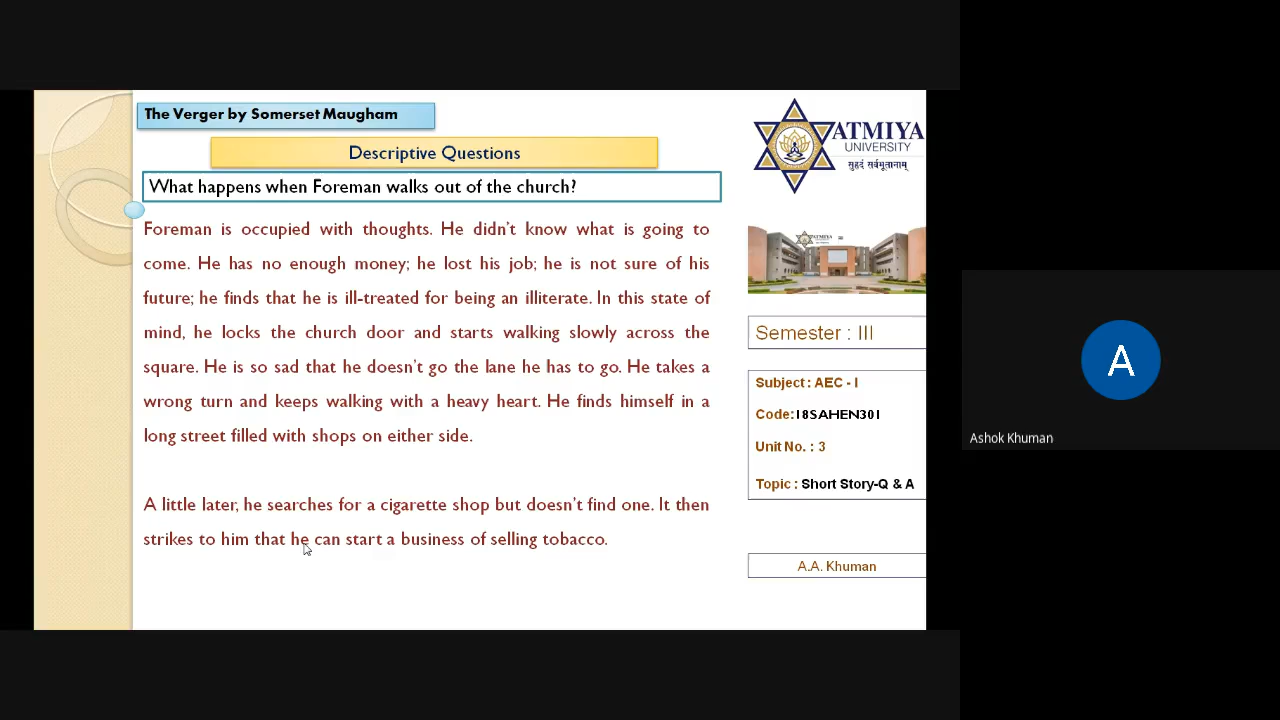 The Verger by Somerset Maugham
Descriptive Questions
What happens when Foreman walks out of the church?
Foreman is occupied with thoughts. He didn't know what is going to
come. He has no enough money; he lost his job; he is not sure of his
future; he finds that he is ill-treated for being an illiterate. In this state of
mind, he locks the church door and starts walking slowly across the
square. He is so sad that he doesn't go the lane he has to go. He takes a
wrong turn and keeps walking with a heavy heart. He finds himself in a
long street filled with shops on either side.
A little later, he searches for a cigarette shop but doesn't find one. It then
strikes to him that he can start a business of selling tobacco.
ATMIYA
UNIVERSITY
सुहृदं सर्वभूतानाम्
ATMIYA
Semester : III
Subject : AEC - I
Code:18SAHEN301
Unit No. : 3
Topic : Short Story-Q & A
A.A. Khuman
A
Ashok Khuman